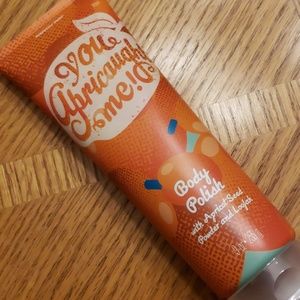 you
Apricaught
me!
Body
Polish
with Apricot Seed
Powder and Loofah